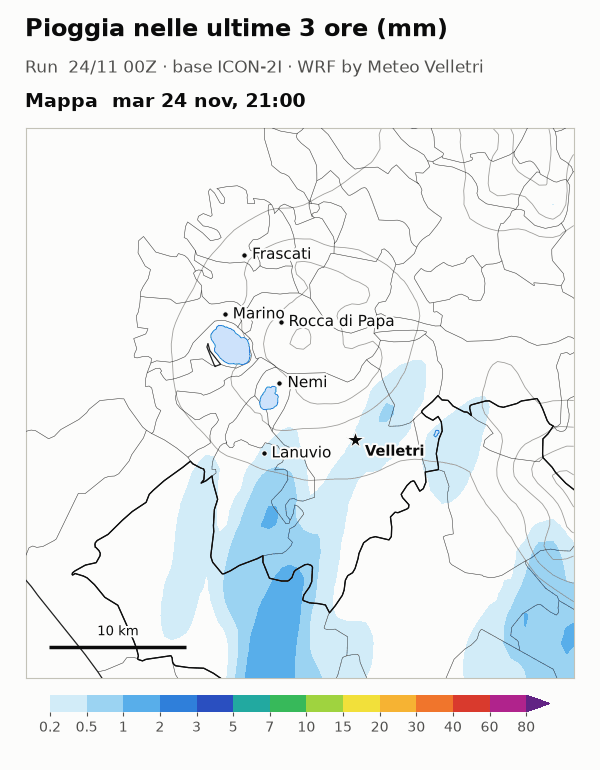 Pioggia nelle ultime 3 ore (mm)
Run  24/11 00Z · base ICON-2I · WRF by Meteo Velletri
Mappa  mar 24 nov, 21:00
Frascati
Marino
Rocca di Papa
Nemi
Velletri
Lanuvio
10 km
0.2 0.5 1 2 3 5 7 10 15 20 30 40 60 80